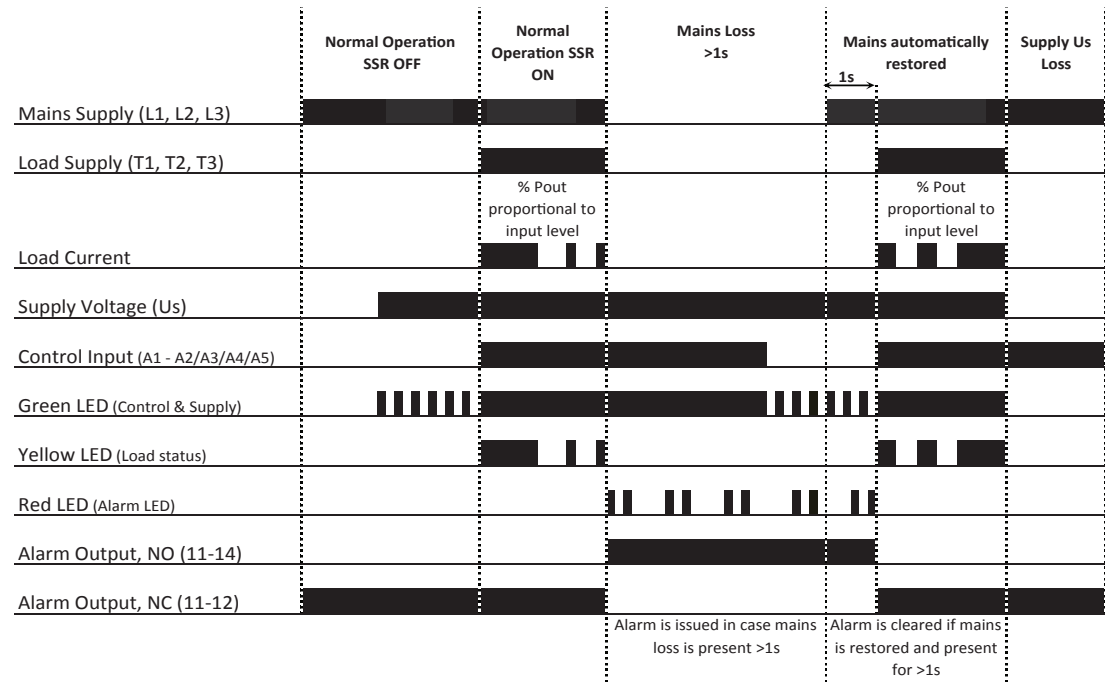 Normal Operation
SSR OFF
Normal
Operation SSR
ON
Mains Loss
>1s
Mains automatically
restored
Supply Us
Loss
1s
Mains Supply (L1, L2, L3)
Load Supply (T1, T2, T3)
% Pout
proportional to
input level
% Pout
proportional to
input level
Load Current
Supply Voltage (Us)
Control Input (A1 - A2/A3/A4/A5)
Green LED (Control & Supply)
Yellow LED (Load status)
Red LED (Alarm LED)
Alarm Output, NO (11-14)
Alarm Output, NC (11-12)
Alarm is issued in case mains
loss is present >1s
Alarm is cleared if mains
is restored and present
for >1s